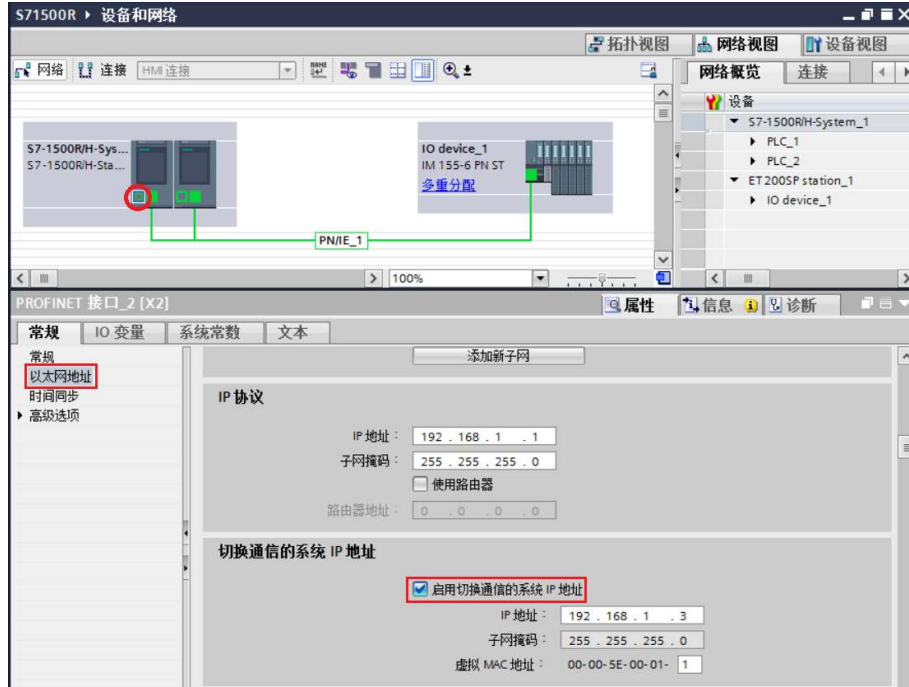 S71500R ▸ 设备和网络
拓扑视图 网络视图 设备视图
网络 连接 HMI 连接
网络概览 连接
设备
S7-1500R/H-System_1
PLC_1
PLC_2
ET 200SP station_1
IO device_1
S7-1500R/H-Sys...
S7-1500R/H-Sta...
IO device_1
IM 155-6 PN ST
多重分配
PN/IE_1
100%
PROFINET 接口_2 [X2]
属性 信息 诊断
常规 IO 变量 系统常数 文本
常规
以太网地址
时间同步
高级选项
添加新子网
IP 协议
IP 地址: 192 . 168 . 1 . 1
子网掩码: 255 . 255 . 255 . 0
使用路由器
路由器地址: 0 . 0 . 0 . 0
切换通信的系统 IP 地址
启用切换通信的系统 IP 地址
IP 地址: 192 . 168 . 1 . 3
子网掩码: 255 . 255 . 255 . 0
虚拟 MAC 地址: 00-00-5E-00-01- 1